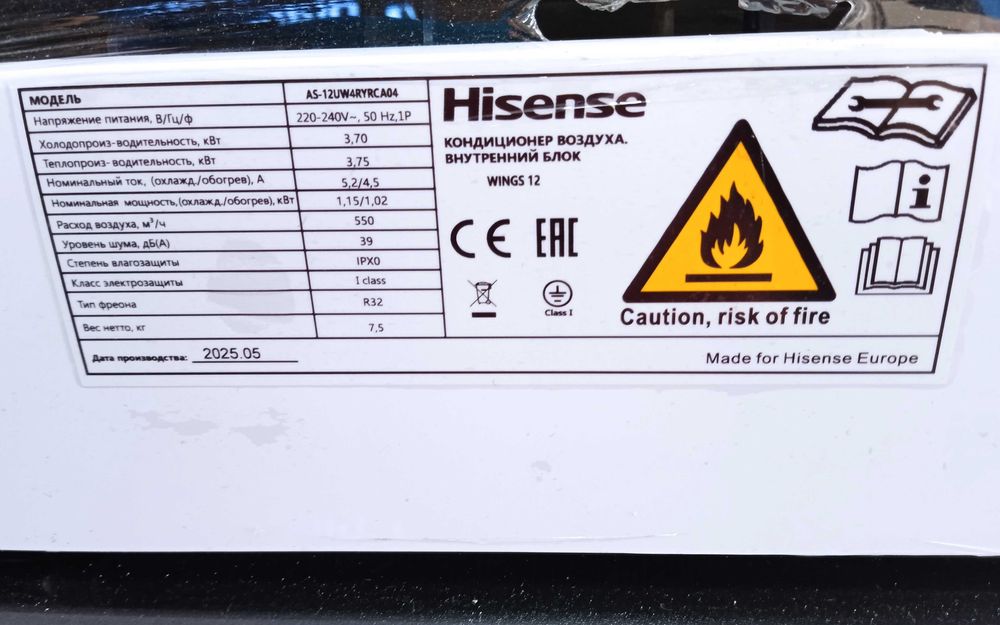 МОДЕЛЬ AS-12UW4RYRCA04
Напряжение питания, В/Гц/ф 220-240V~, 50 Hz,1P
Холодопроиз-водительность, кВт 3,70
Теплопроиз- водительность, кВт 3,75
Номинальный ток, (охлажд./обогрев), А 5,2/4,5
Номинальная мощность,(охлажд./обогрев), кВт 1,15/1,02
Расход воздуха, м³/ч 550
Уровень шума, дБ(А) 39
Степень влагозащиты IPX0
Класс электрозащиты I class
Тип фреона R32
Вес нетто, кг 7,5
Дата производства: 2025.05
Hisense
КОНДИЦИОНЕР ВОЗДУХА.
ВНУТРЕННИЙ БЛОК
WINGS 12
CE EAC
Class I
Caution, risk of fire
Made for Hisense Europe